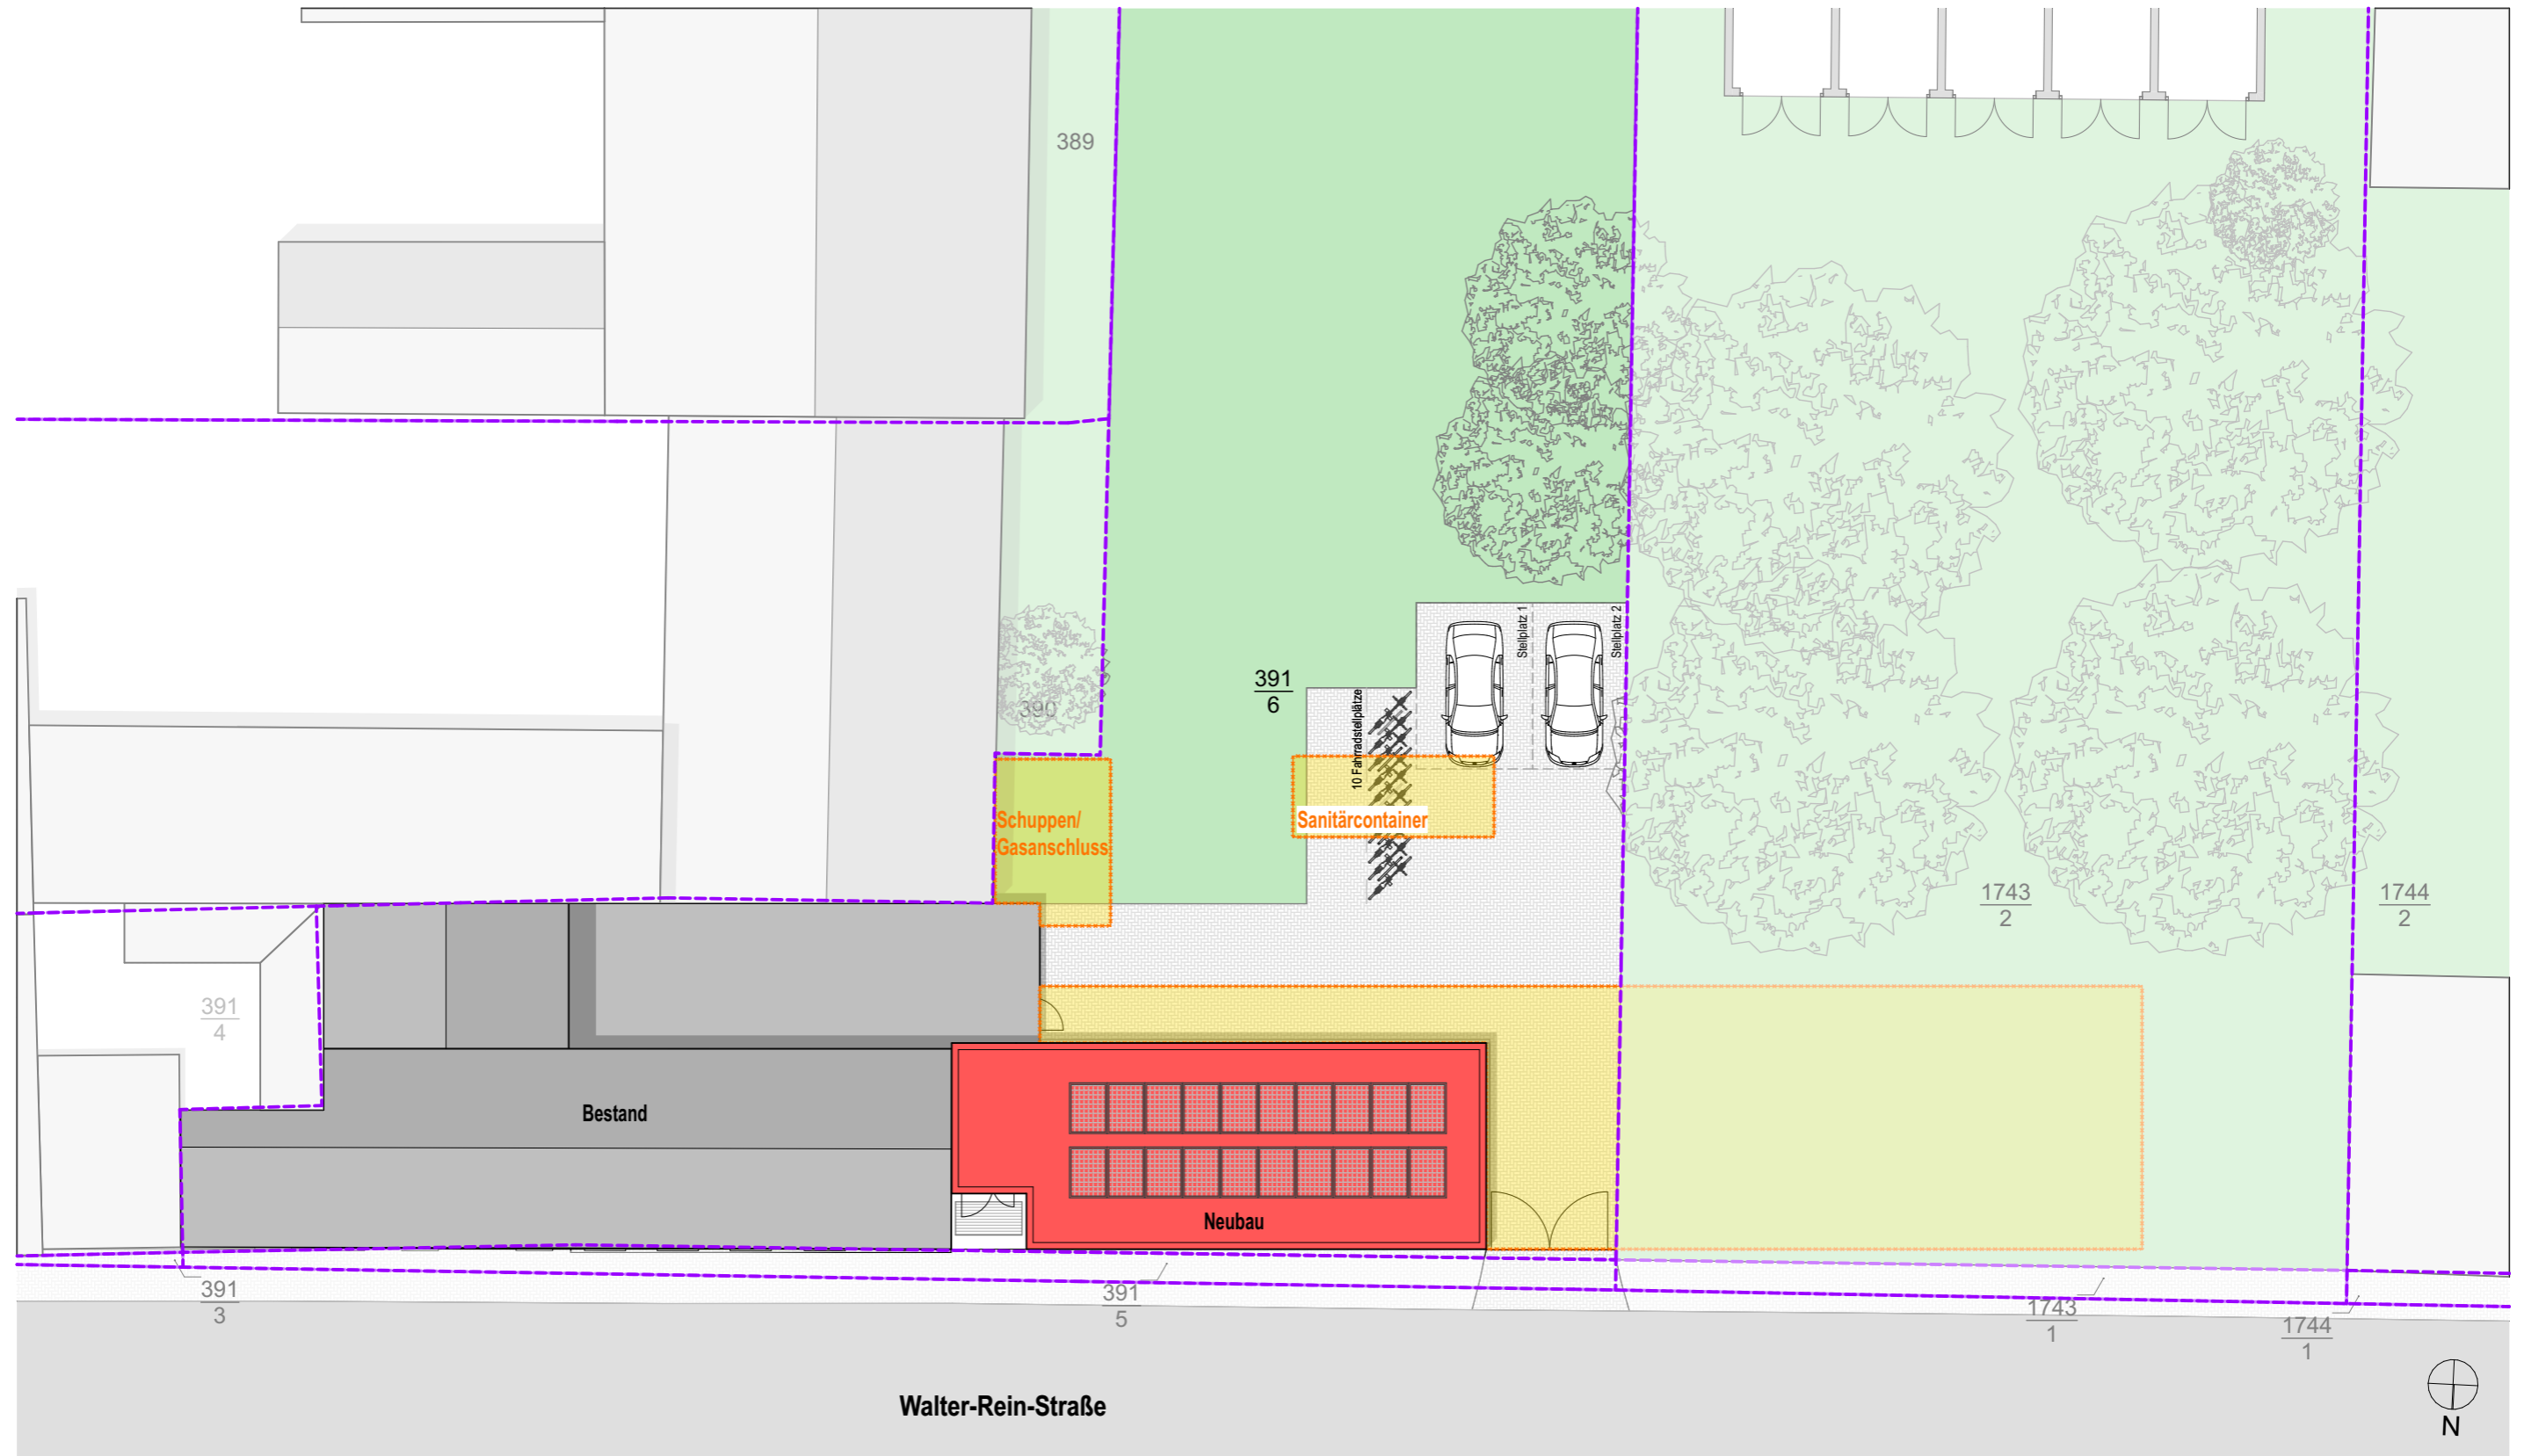 389
Stellplatz 1
Stellplatz 2
391
6
10 Fahrradstellplätze
390
Schuppen/
Gasanschluss
Sanitärcontainer
1743
2
1744
2
391
4
Bestand
Neubau
391
3
391
5
1743
1
1744
1
Walter-Rein-Straße
N